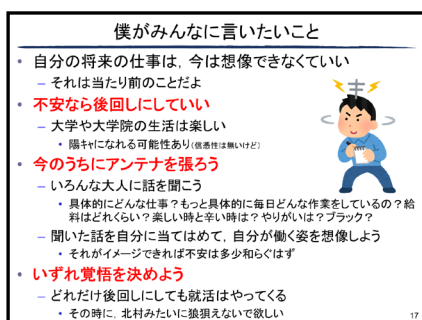 僕がみんなに言いたいこと
• 自分の将来の仕事は，今は想像できなくていい
– それは当たり前のことだよ
• 不安なら後回しにしていい
– 大学や大学院の生活は楽しい
• 陽キャになれる可能性あり(信憑性は無いけど)
• 今のうちにアンテナを張ろう
– いろんな大人に話を聞こう
• 具体的にどんな仕事？もっと具体的に毎日どんな作業をしているの？給
料はどれくらい？楽しい時と辛い時は？やりがいは？ブラック？
– 聞いた話を自分に当てはめて，自分が働く姿を想像しよう
• それがイメージできれば不安は多少和らぐはず
• いずれ覚悟を決めよう
– どれだけ後回しにしても就活はやってくる
• その時に，北村みたいに狼狽えないで欲しい
17